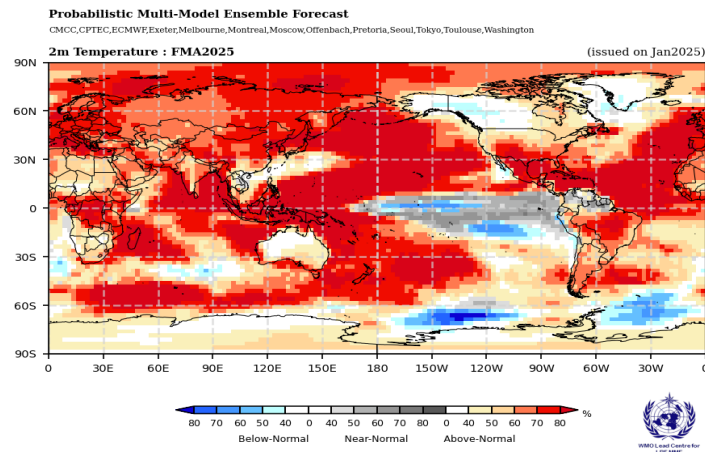 Probabilistic Multi-Model Ensemble Forecast
CMCC,CPTEC,ECMWF,Exeter,Melbourne,Montreal,Moscow,Offenbach,Pretoria,Seoul,Tokyo,Toulouse,Washington
2m Temperature : FMA2025 (issued on Jan2025)
90N
60N
30N
0
30S
60S
90S
0 30E 60E 90E 120E 150E 180 150W 120W 90W 60W 30W 0
80 70 60 50 40 0 40 50 60 70 80 0 40 50 60 70 80 %
Below-Normal Near-Normal Above-Normal
WMO Lead Centre for